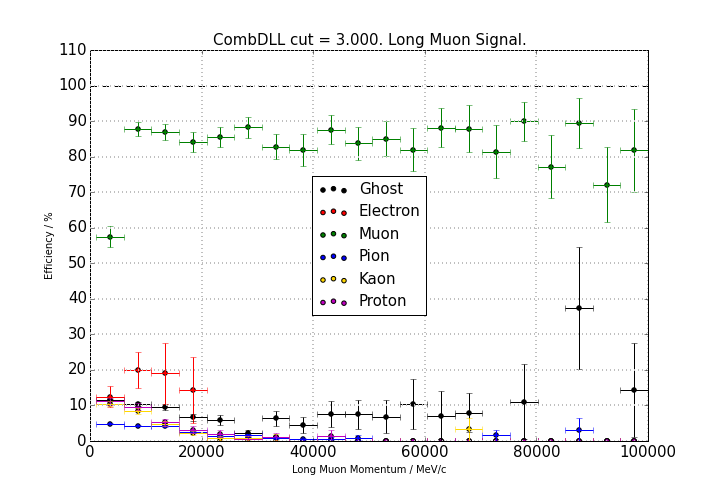 CombDLL cut = 3.000. Long Muon Signal.
110
100
90
80
70
60
50
40
30
20
10
0
Efficiency / %
Ghost
Electron
Muon
Pion
Kaon
Proton
0 20000 40000 60000 80000 100000
Long Muon Momentum / MeV/c